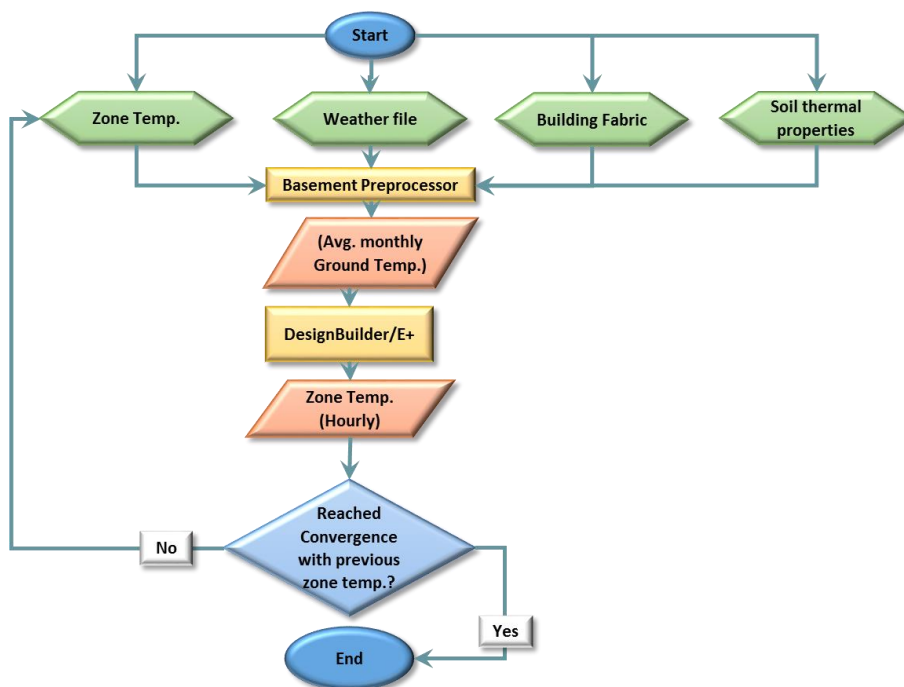 Start
Zone Temp.
Weather file
Building Fabric
Soil thermal
properties
Basement Preprocessor
(Avg. monthly
Ground Temp.)
DesignBuilder/E+
Zone Temp.
(Hourly)
Reached
Convergence
with previous
zone temp.?
No
Yes
End